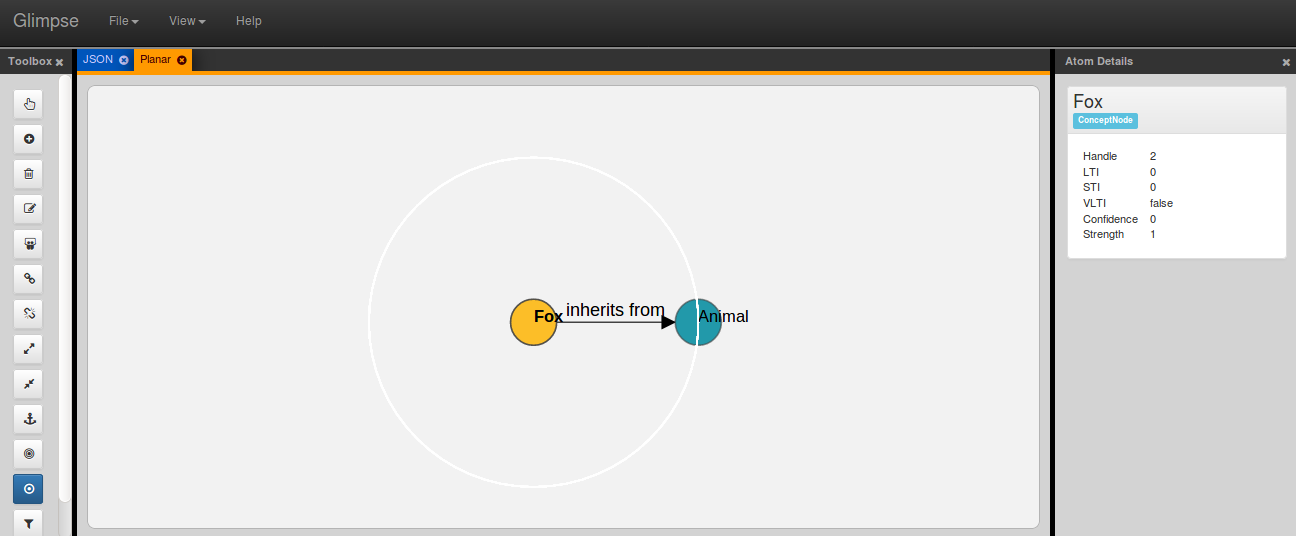 Glimpse File View Help
Toolbox
JSON Planar
Atom Details
Fox
ConceptNode
Handle 2
LTI 0
STI 0
VLTI false
Confidence 0
Strength 1
Fox inherits from Animal